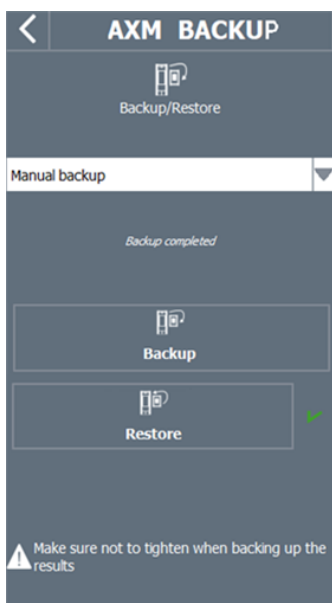 AXM BACKUP
Backup/Restore
Manual backup
Backup completed
Backup
Restore
Make sure not to tighten when backing up the
results